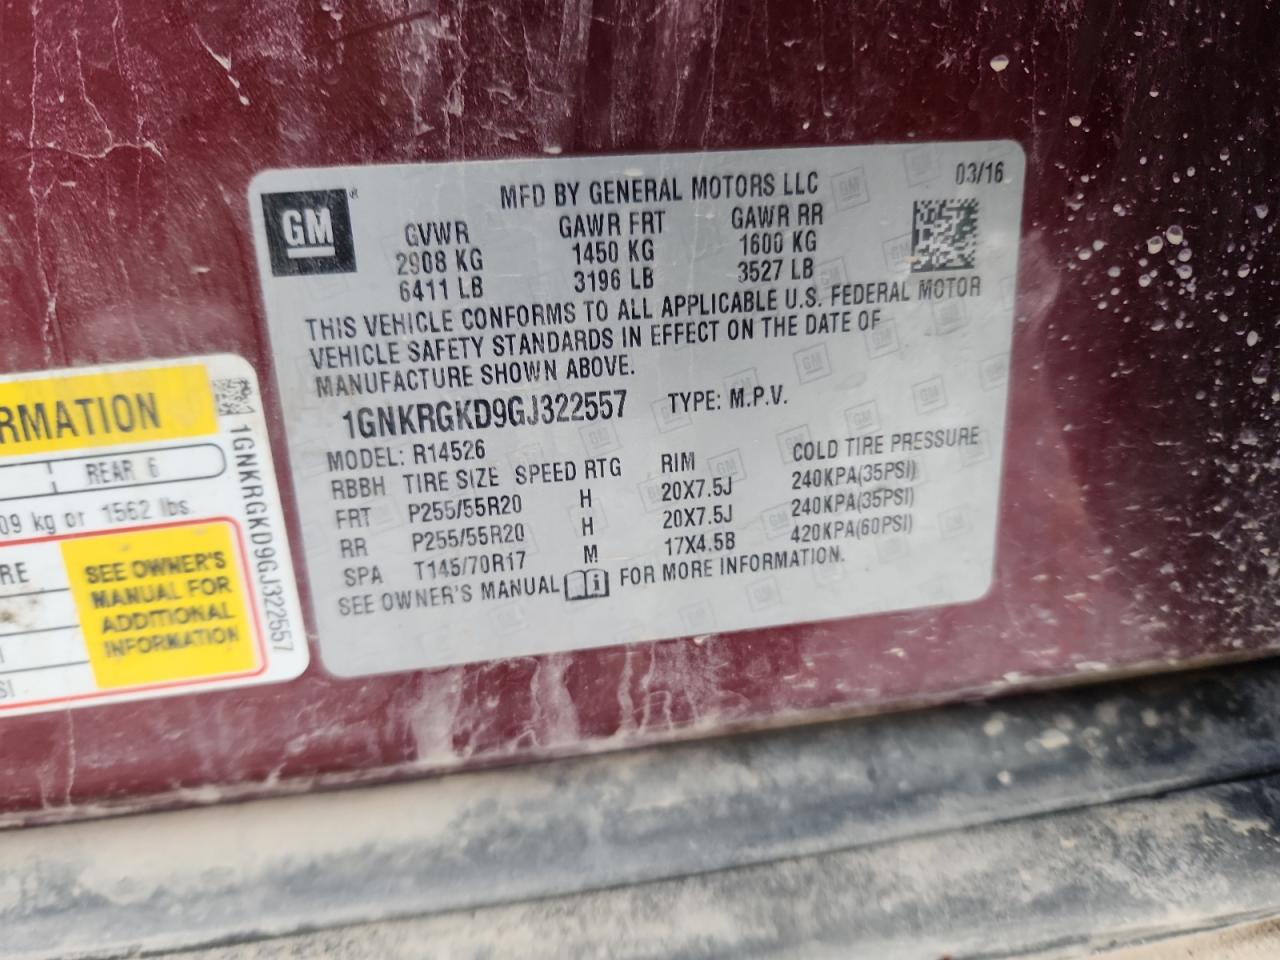 GM
MFD BY GENERAL MOTORS LLC
03/16
GVWR GAWR FRT GAWR RR
2908 KG 1450 KG 1600 KG
6411 LB 3196 LB 3527 LB
THIS VEHICLE CONFORMS TO ALL APPLICABLE U.S. FEDERAL MOTOR
VEHICLE SAFETY STANDARDS IN EFFECT ON THE DATE OF
MANUFACTURE SHOWN ABOVE.
1GNKRGKD9GJ322557 TYPE: M.P.V.
MODEL: R14526
RBBH TIRE SIZE SPEED RTG RIM COLD TIRE PRESSURE
FRT P255/55R20 H 20X7.5J 240KPA(35PSI)
RR P255/55R20 H 20X7.5J 240KPA(35PSI)
SPA T145/70R17 M 17X4.5B 420KPA(60PSI)
SEE OWNER'S MANUAL i FOR MORE INFORMATION.
RMATION
REAR 6
09 kg or 1562 lbs.
RE
SEE OWNER'S
MANUAL FOR
ADDITIONAL
INFORMATION
SI
1GNKRGKD9GJ322557